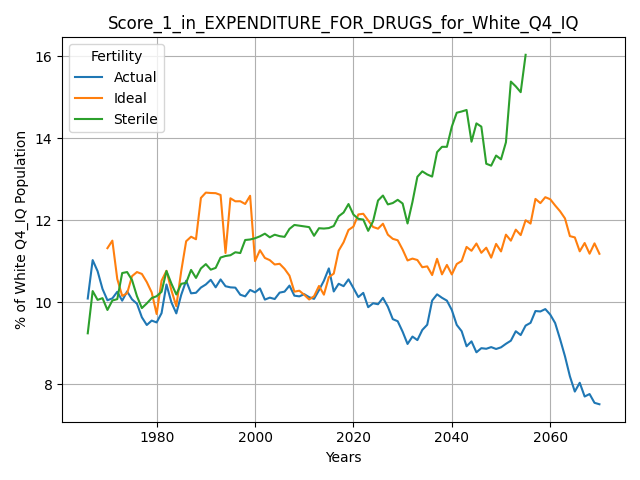 Score_1_in_EXPENDITURE_FOR_DRUGS_for_White_Q4_IQ
Fertility
Actual
Ideal
Sterile
% of White Q4_IQ Population
16
14
12
10
8
1980
2000
2020
2040
2060
Years